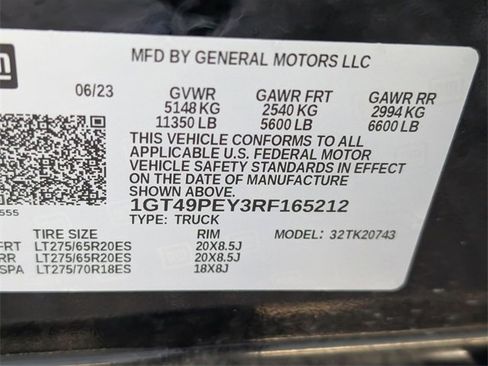 gm
MFD BY GENERAL MOTORS LLC
06/23 GVWR GAWR FRT GAWR RR
5148 KG 2540 KG 2994 KG
11350 LB 5600 LB 6600 LB
THIS VEHICLE CONFORMS TO ALL
APPLICABLE U.S. FEDERAL MOTOR
VEHICLE SAFETY STANDARDS IN EFFECT
ON THE DATE OF MANUFACTURE
SHOWN ABOVE.
1GT49PEY3RF165212
TYPE: TRUCK MODEL: 32TK20743
TIRE SIZE RIM
FRT LT275/65R20ES 20X8.5J
RR LT275/65R20ES 20X8.5J
SPA LT275/70R18ES 18X8J